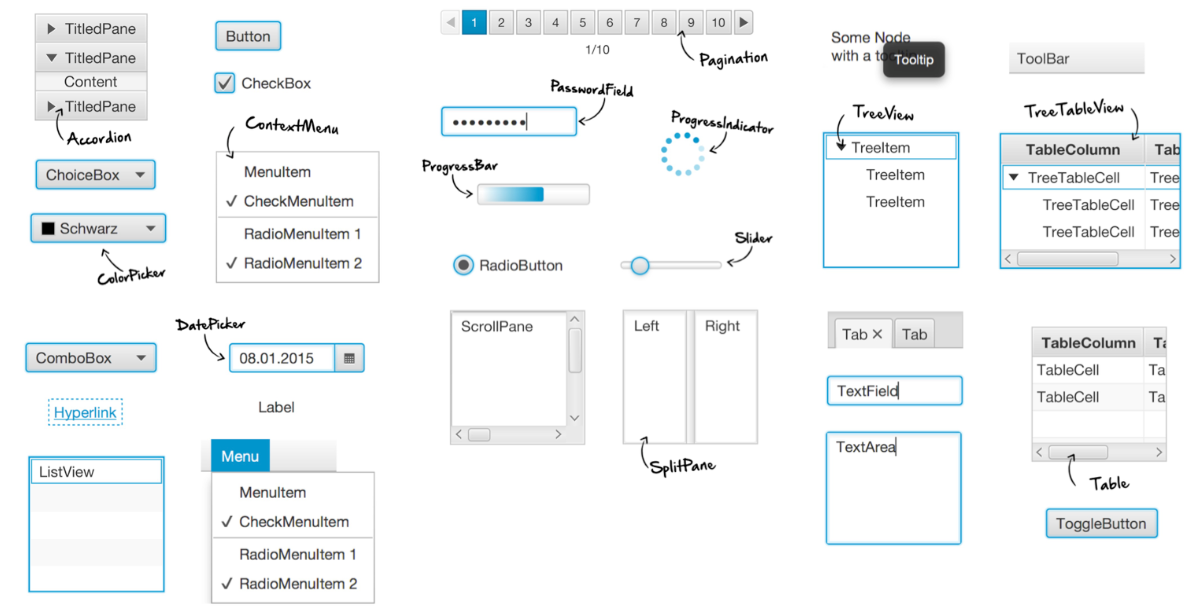 TitledPane
TitledPane
Content
TitledPane
Accordion
ChoiceBox
Schwarz
ColorPicker
Button
CheckBox
ContextMenu
MenuItem
CheckMenuItem
RadioMenuItem 1
RadioMenuItem 2
DatePicker
ComboBox
08.01.2015
Hyperlink
Label
ListView
Menu
MenuItem
CheckMenuItem
RadioMenuItem 1
RadioMenuItem 2
1 2 3 4 5 6 7 8 9 10
1/10
Pagination
PasswordField
ProgressIndicator
ProgressBar
RadioButton
Slider
ScrollPane
Left Right
SplitPane
Some Node
with a
Tooltip
ToolBar
TreeView
TreeItem
TreeItem
TreeItem
TreeTableView
TableColumn Tab
TreeTableCell Tree
TreeTableCell Tree
TreeTableCell Tree
Tab Tab
TextField
TextArea
TableColumn Ta
TableCell Ta
TableCell Ta
Table
ToggleButton